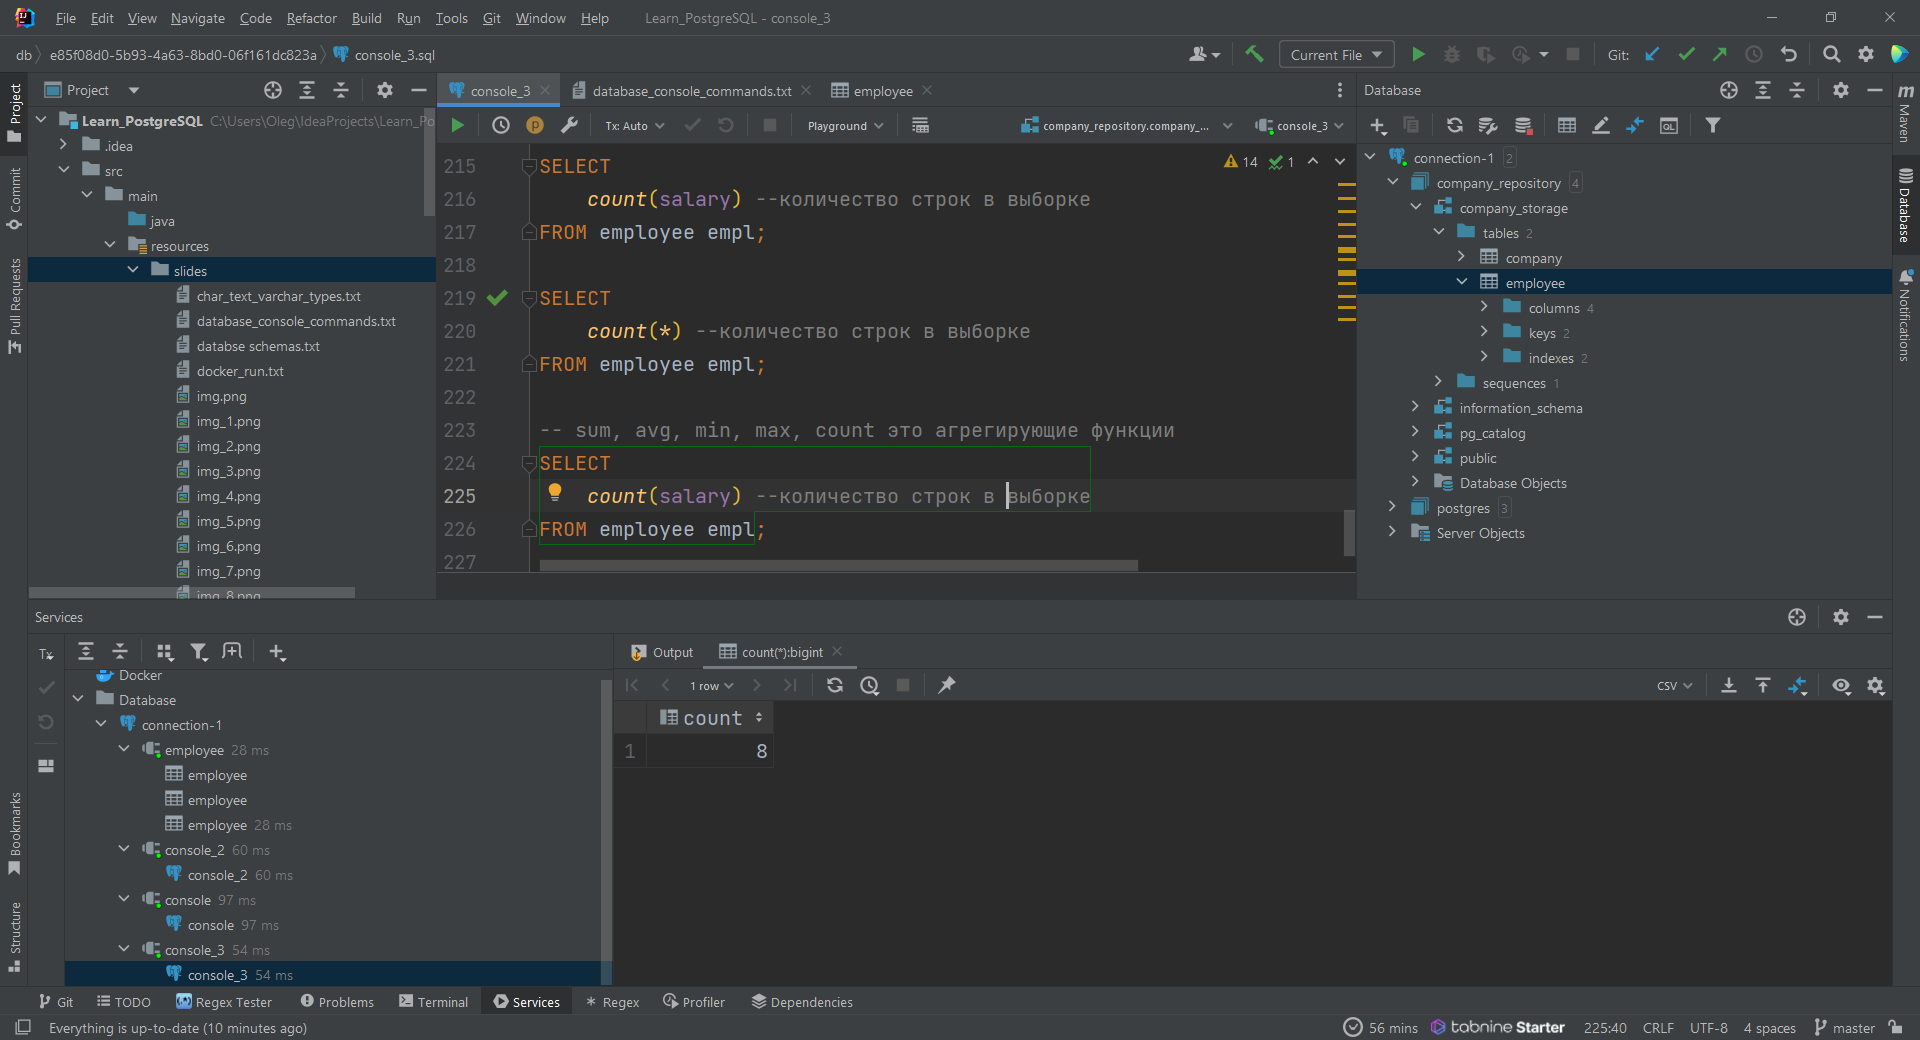 File Edit View Navigate Code Refactor Build Run Tools Git Window Help Learn_PostgreSQL - console_3
db e85f08d0-5b93-4a63-8bd0-06f161dc823a console_3.sql Current File Git:
Project
Project
Commit
Pull Requests
Bookmarks
Structure
Learn_PostgreSQL C:\Users\Oleg\IdeaProjects\Learn_Po
.idea
src
main
java
resources
slides
char_text_varchar_types.txt
database_console_commands.txt
databse schemas.txt
docker_run.txt
img.png
img_1.png
img_2.png
img_3.png
img_4.png
img_5.png
img_6.png
img_7.png
img_8.png
console_3 database_console_commands.txt employee
Tx: Auto Playground company_repository.company_... console_3
14 1
215 SELECT
216 count(salary) --количество строк в выборке
217 FROM employee empl;
218
219 SELECT
220 count(*) --количество строк в выборке
221 FROM employee empl;
222
223 -- sum, avg, min, max, count это агрегирующие функции
224 SELECT
225 count(salary) --количество строк в выборке
226 FROM employee empl;
227
Database
connection-1 2
company_repository 4
company_storage
tables 2
company
employee
columns 4
keys 2
indexes 2
sequences 1
information_schema
pg_catalog
public
Database Objects
postgres 3
Server Objects
Maven
Database
Notifications
Services
Tx
Docker
Database
connection-1
employee 28 ms
employee
employee
employee 28 ms
console_2 60 ms
console_2 60 ms
console 97 ms
console 97 ms
console_3 54 ms
console_3 54 ms
Output count(*):bigint
1 row CSV
count
1 8
Git TODO Regex Tester Problems Terminal Services Regex Profiler Dependencies
Everything is up-to-date (10 minutes ago) 56 mins tabnine Starter 225:40 CRLF UTF-8 4 spaces master